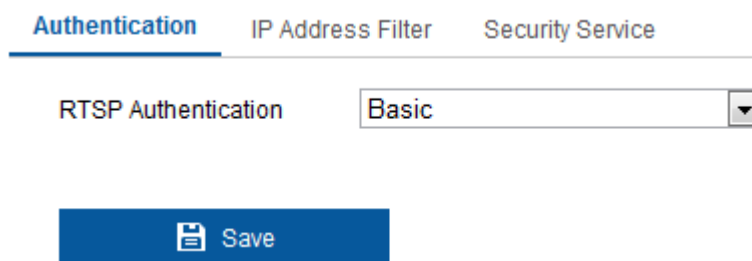 Authentication IP Address Filter Security Service
RTSP Authentication Basic
Save